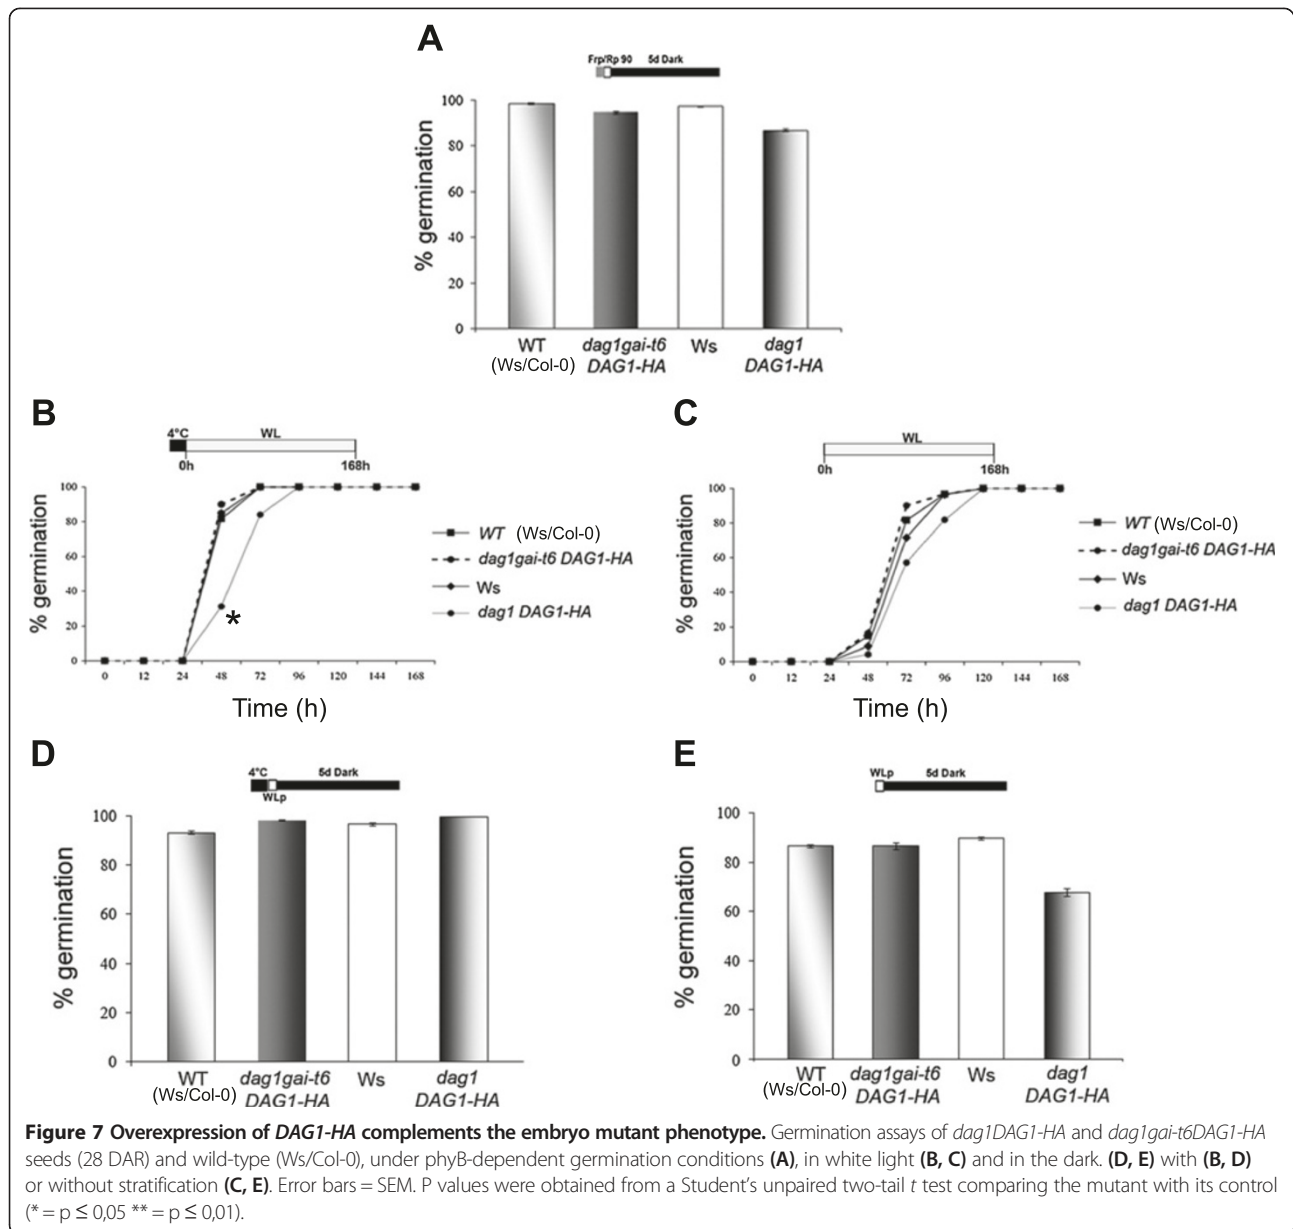 A
Frp/Rp 90 5d Dark
100
80
60
40
20
0
% germination
WT
(Ws/Col-0)
dag1gai-t6
DAG1-HA
Ws
dag1
DAG1-HA
B
4°C WL
0h 168h
100
80
60
40
20
0
% germination
*
0 12 24 48 72 96 120 144 168
Time (h)
WT (Ws/Col-0)
dag1gai-t6 DAG1-HA
Ws
dag1 DAG1-HA
C
WL
0h 168h
100
80
60
40
20
0
% germination
0 12 24 48 72 96 120 144 168
Time (h)
WT (Ws/Col-0)
dag1gai-t6 DAG1-HA
Ws
dag1 DAG1-HA
D
4°C 5d Dark
WLp
100
80
60
40
20
0
% germination
WT
(Ws/Col-0)
dag1gai-t6
DAG1-HA
Ws
dag1
DAG1-HA
E
WLp 5d Dark
100
80
60
40
20
0
% germination
WT
(Ws/Col-0)
dag1gai-t6
DAG1-HA
Ws
dag1
DAG1-HA
Figure 7 Overexpression of DAG1-HA complements the embryo mutant phenotype. Germination assays of dag1DAG1-HA and dag1gai-t6DAG1-HA
seeds (28 DAR) and wild-type (Ws/Col-0), under phyB-dependent germination conditions (A), in white light (B, C) and in the dark. (D, E) with (B, D)
or without stratification (C, E). Error bars = SEM. P values were obtained from a Student's unpaired two-tail t test comparing the mutant with its control
(* = p ≤ 0,05 ** = p ≤ 0,01).